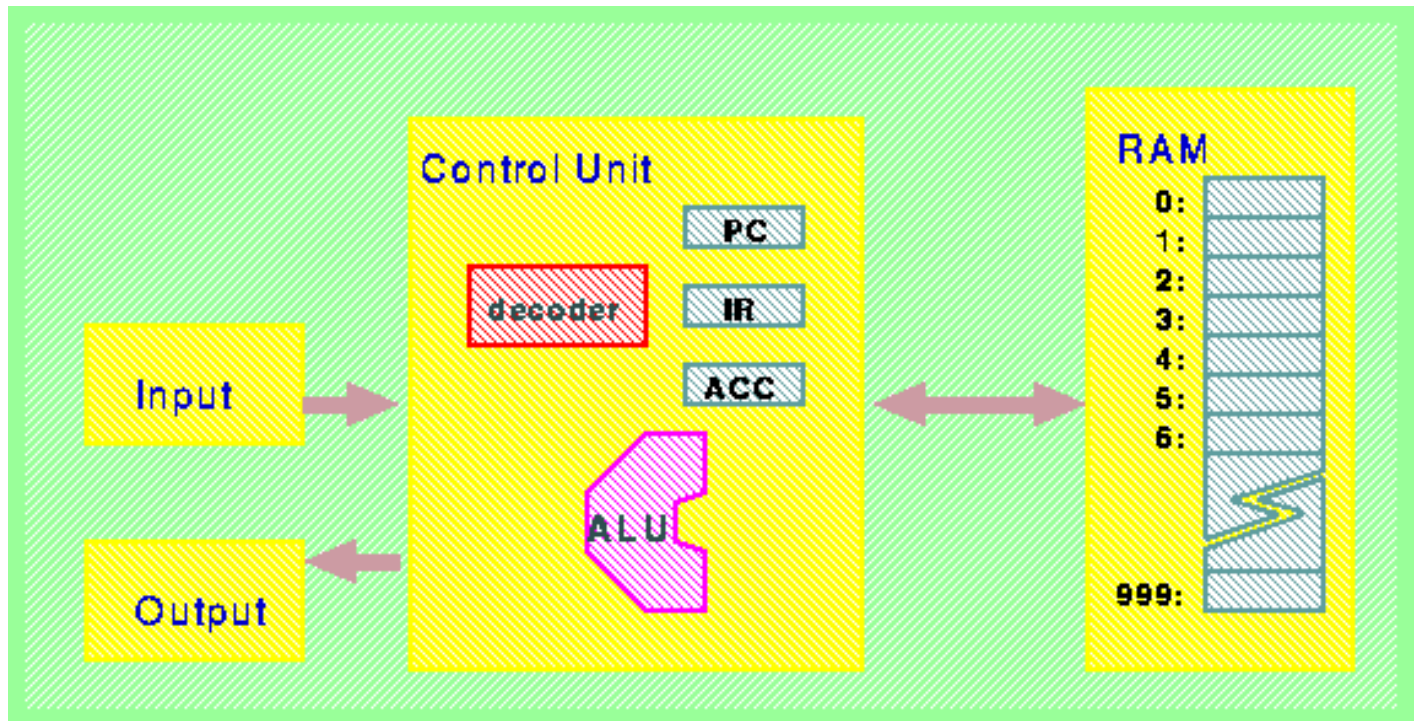 Control Unit
PC
decoder
IR
ACC
ALU
Input
Output
RAM
0:
1:
2:
3:
4:
5:
6:
999: